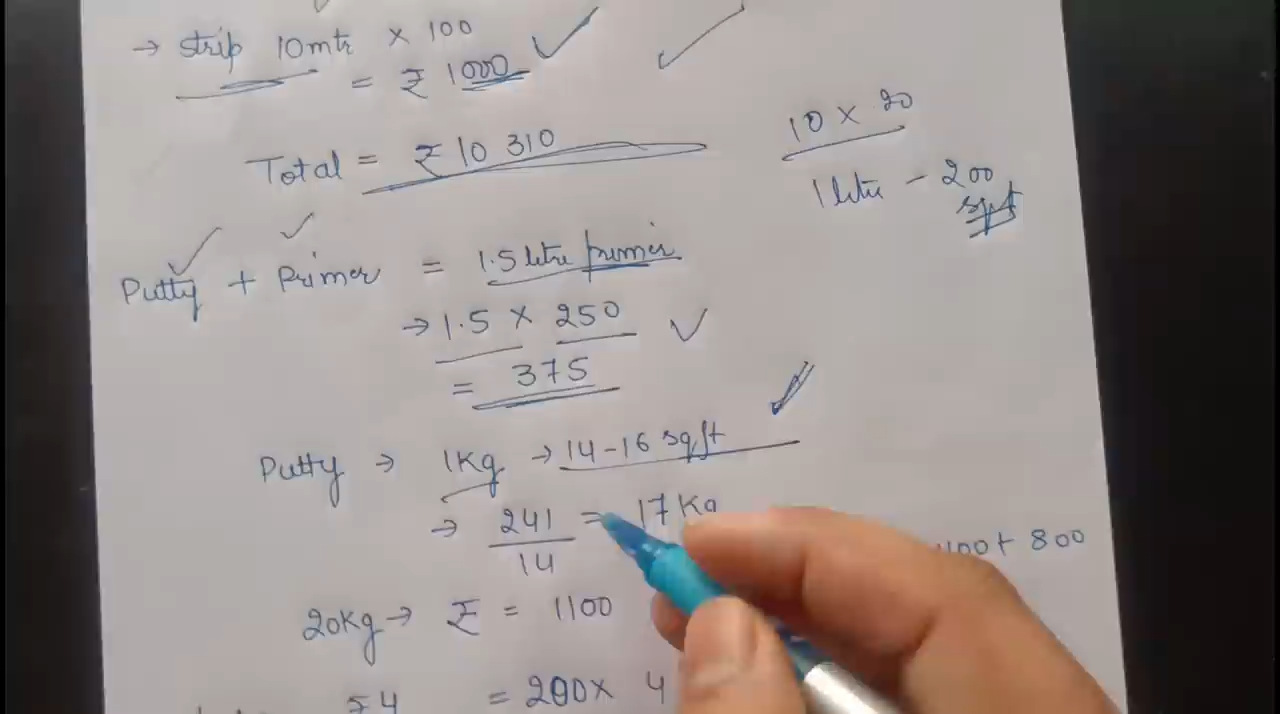 → strip 10mtr × 100
= ₹ 1000
Total = ₹ 10 310
10 × 20
1 litre - 200
sqft
Putty + Primer = 1.5 litre primer
→ 1.5 × 250
= 375
Putty → 1Kg → 14-16 sqft
→ 241 = 17 Kg
14
+ 800
20Kg → ₹ = 1100
₹4 = 200 × 4